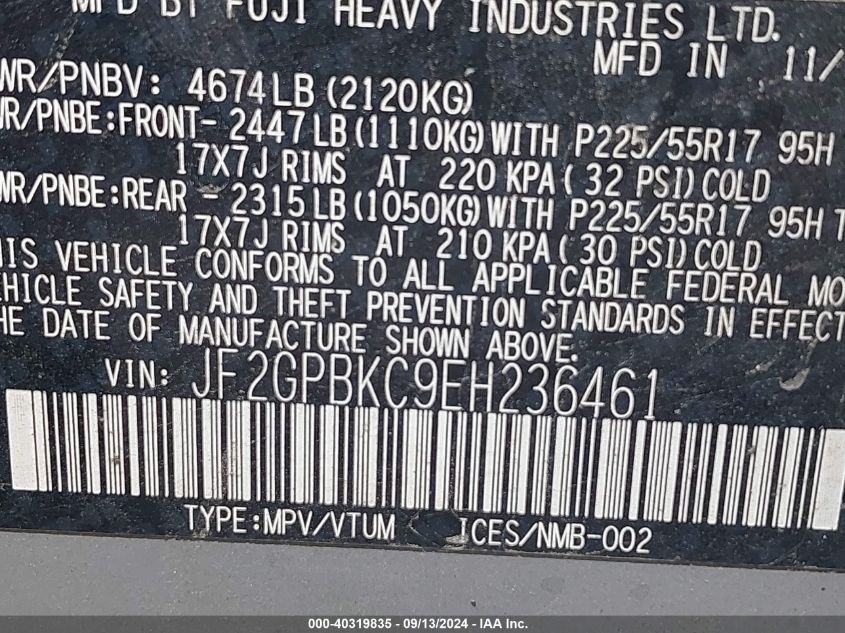 MFD BY FUJI HEAVY INDUSTRIES LTD.
MFD IN 11/
WR/PNBV: 4674LB(2120KG)
WR/PNBE:FRONT- 2447LB(1110KG)WITH P225/55R17 95H
17X7J RIMS AT 220 KPA( 32 PSI)COLD
WR/PNBE:REAR - 2315LB(1050KG)WITH P225/55R17 95H T
17X7J RIMS AT 210 KPA( 30 PSI)COLD
HIS VEHICLE CONFORMS TO ALL APPLICABLE FEDERAL MO
EHICLE SAFETY AND THEFT PREVENTION STANDARDS IN EFFECT
HE DATE OF MANUFACTURE SHOWN ABOVE.
VIN: JF2GPBKC9EH236461
TYPE:MPV/VTUM ICES/NMB-002
000-40319835 - 09/13/2024 - IAA Inc.